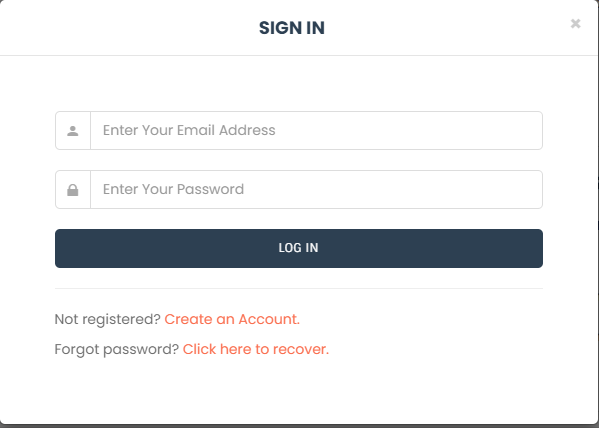 SIGN IN
×
Enter Your Email Address
Enter Your Password
LOG IN
Not registered? Create an Account.
Forgot password? Click here to recover.